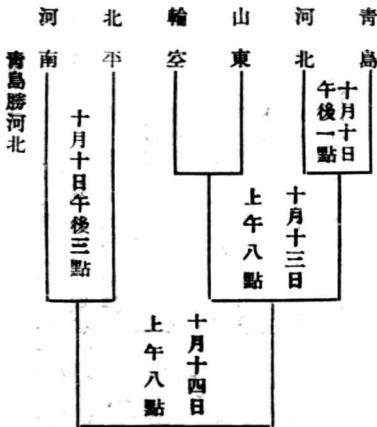 青島
河北
山東
輪空
北平
河南
青島勝河北
十月十日
午後一點
十月十三日
上午八點
十月十日午後三點
十月十四日
上午八點